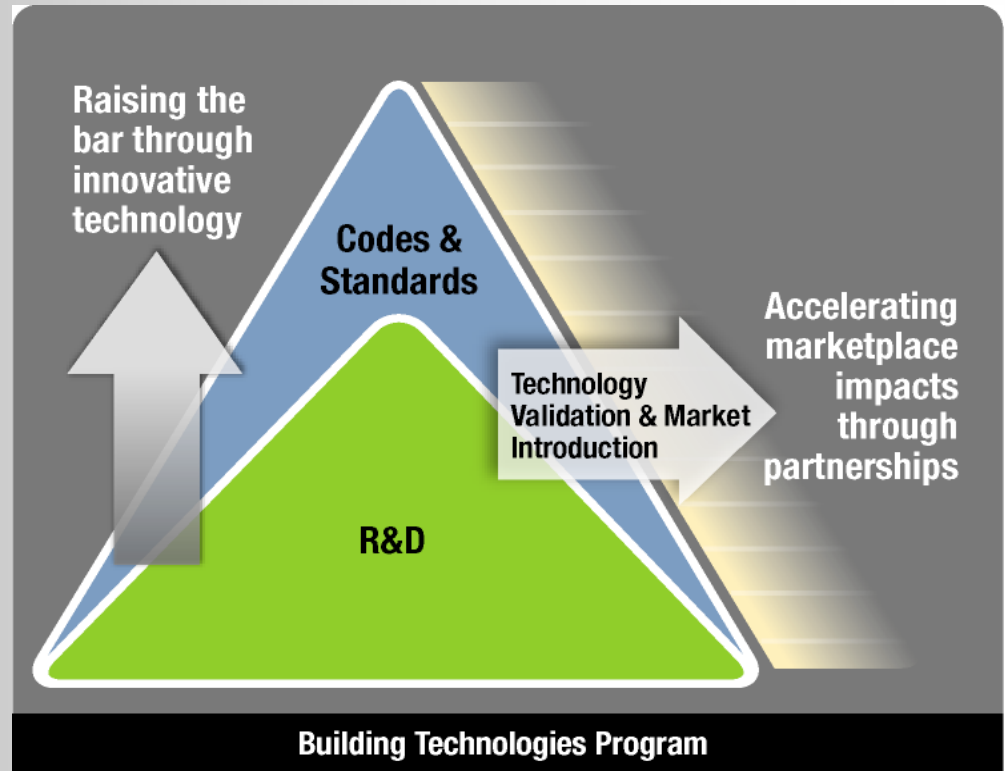 Raising the
bar through
innovative
technology
Codes &
Standards
Technology
Validation & Market
Introduction
Accelerating
marketplace
impacts
through
partnerships
R&D
Building Technologies Program